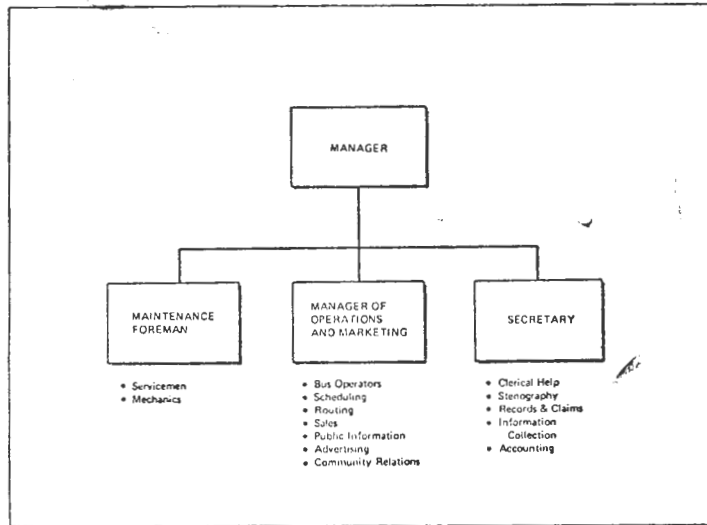 MANAGER
MAINTENANCE
FOREMAN
• Servicemen
• Mechanics
MANAGER OF
OPERATIONS
AND MARKETING
• Bus Operators
• Scheduling
• Routing
• Sales
• Public Information
• Advertising
• Community Relations
SECRETARY
• Clerical Help
• Stenography
• Records & Claims
• Information
Collection
• Accounting